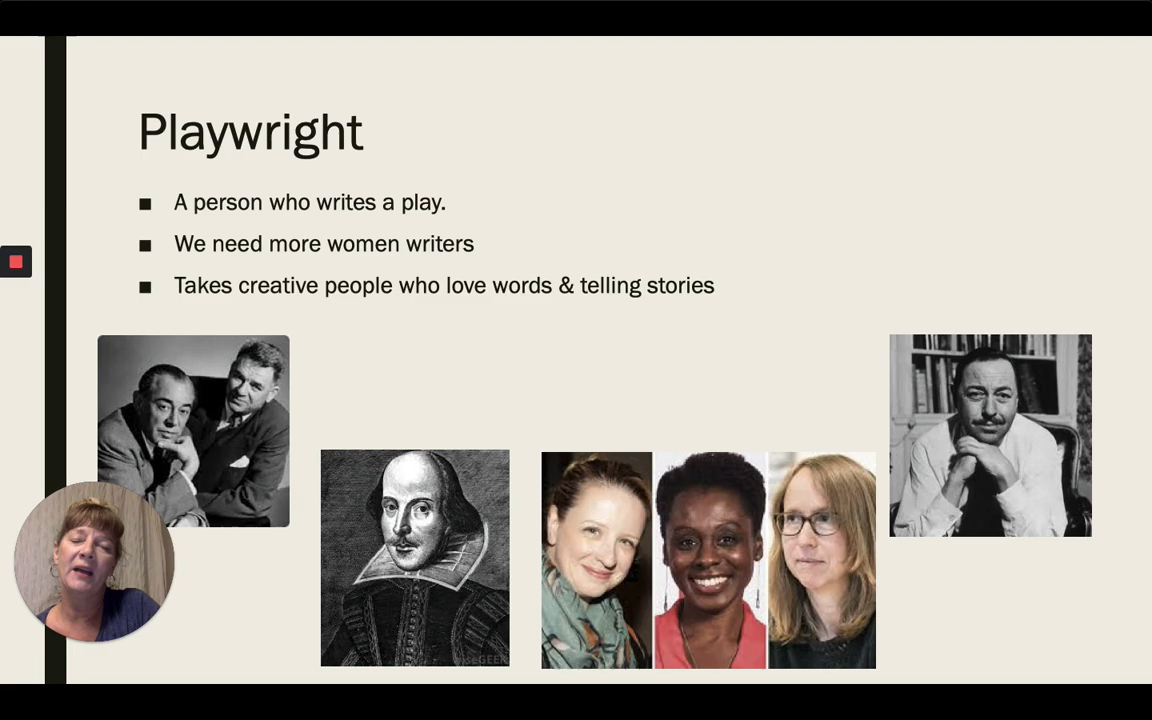 Playwright
■ A person who writes a play.
■ We need more women writers
■ Takes creative people who love words & telling stories